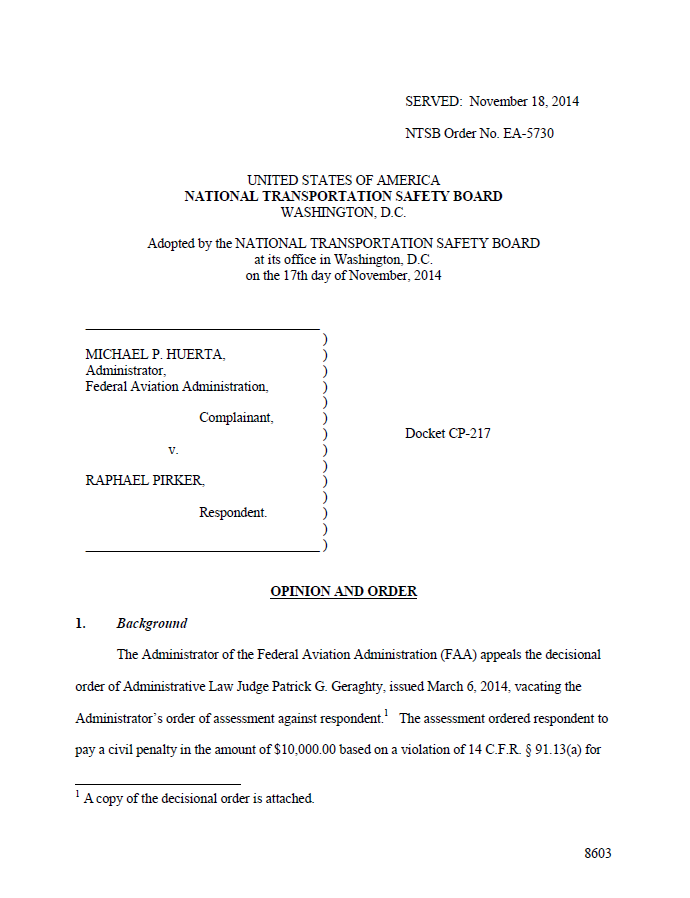 SERVED: November 18, 2014
NTSB Order No. EA-5730
UNITED STATES OF AMERICA
NATIONAL TRANSPORTATION SAFETY BOARD
WASHINGTON, D.C.
Adopted by the NATIONAL TRANSPORTATION SAFETY BOARD
at its office in Washington, D.C.
on the 17th day of November, 2014
__________________________________
)
MICHAEL P. HUERTA, )
Administrator, )
Federal Aviation Administration, )
)
Complainant, )
) Docket CP-217
v. )
)
RAPHAEL PIRKER, )
)
Respondent. )
)
__________________________________ )
OPINION AND ORDER
1. Background
The Administrator of the Federal Aviation Administration (FAA) appeals the decisional
order of Administrative Law Judge Patrick G. Geraghty, issued March 6, 2014, vacating the
Administrator’s order of assessment against respondent.1 The assessment ordered respondent to
pay a civil penalty in the amount of $10,000.00 based on a violation of 14 C.F.R. § 91.13(a) for
1 A copy of the decisional order is attached.
8603